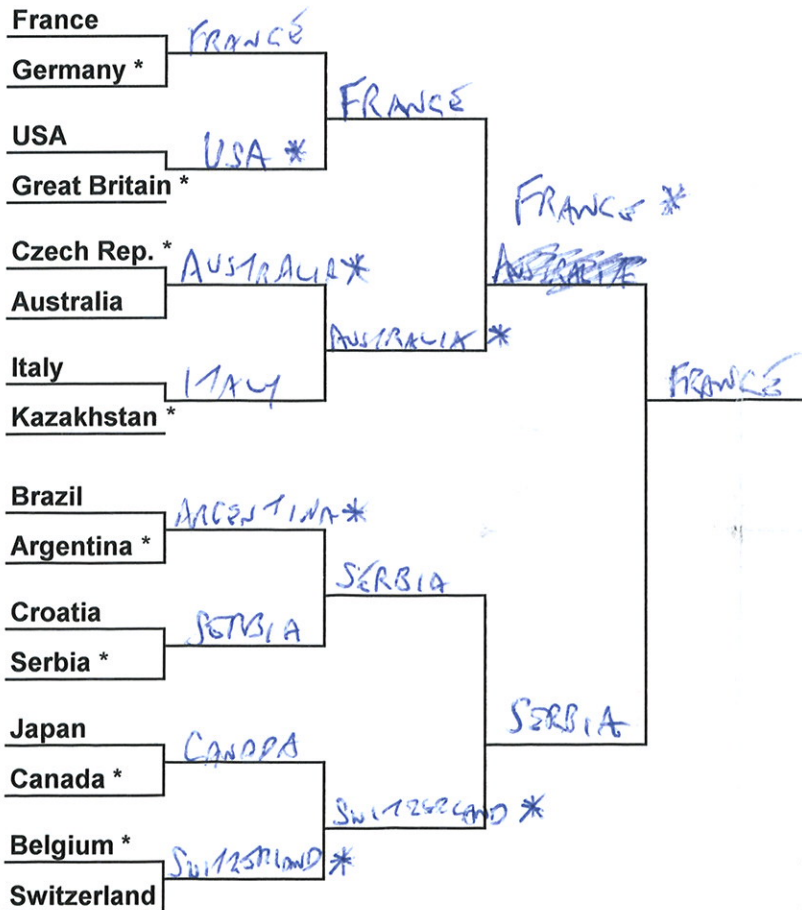 France
FRANCE
Germany *
FRANCE
USA
USA *
Great Britain *
FRANCE *
Czech Rep. *
AUSTRALIA *
AUSTRALIA
Australia
AUSTRALIA *
Italy
ITALY
FRANCE
Kazakhstan *
Brazil
ARGENTINA *
Argentina *
SERBIA
Croatia
SERBIA
Serbia *
Japan
SERBIA
CANADA
Canada *
SWITZERLAND *
Belgium *
SWITZERLAND *
Switzerland